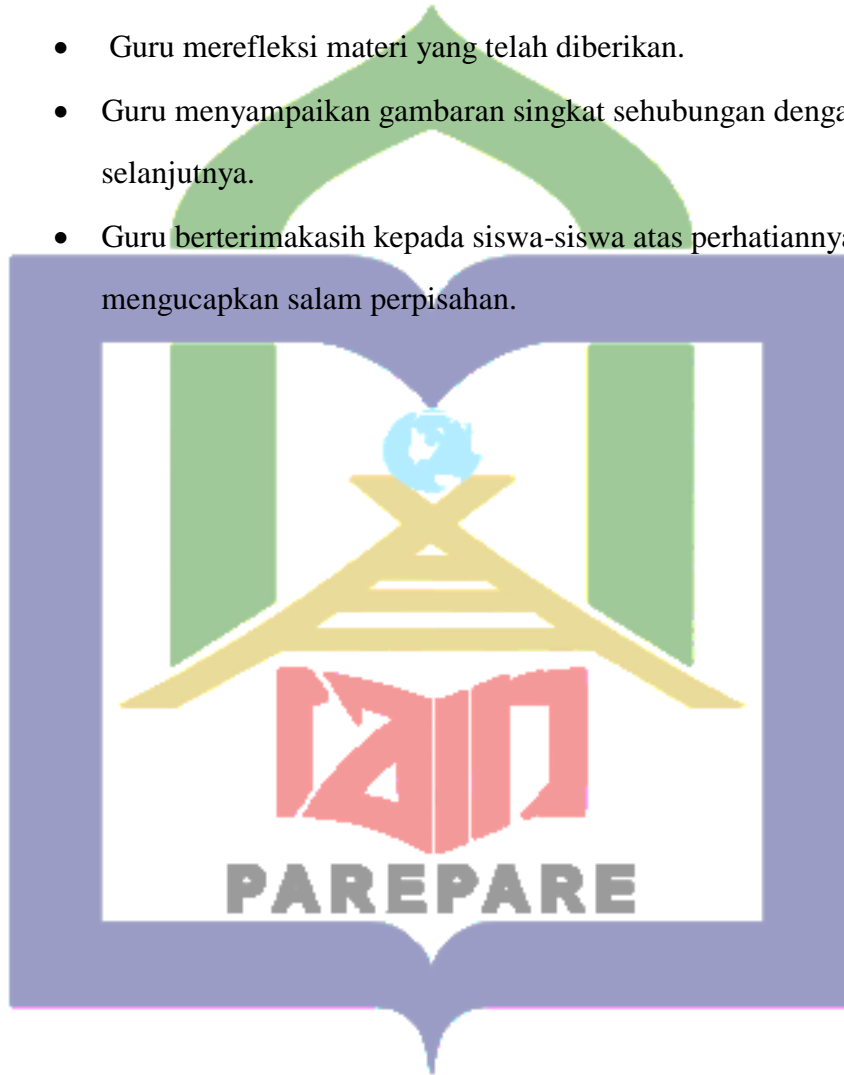 • Guru merefleksi materi yang telah diberikan.
• Guru menyampaikan gambaran singkat sehubungan
selanjutnya.
• Guru berterimakasih kepada siswa-siswa atas perhatiannya
mengucapkan salam perpisahan.
iain
PAREPARE